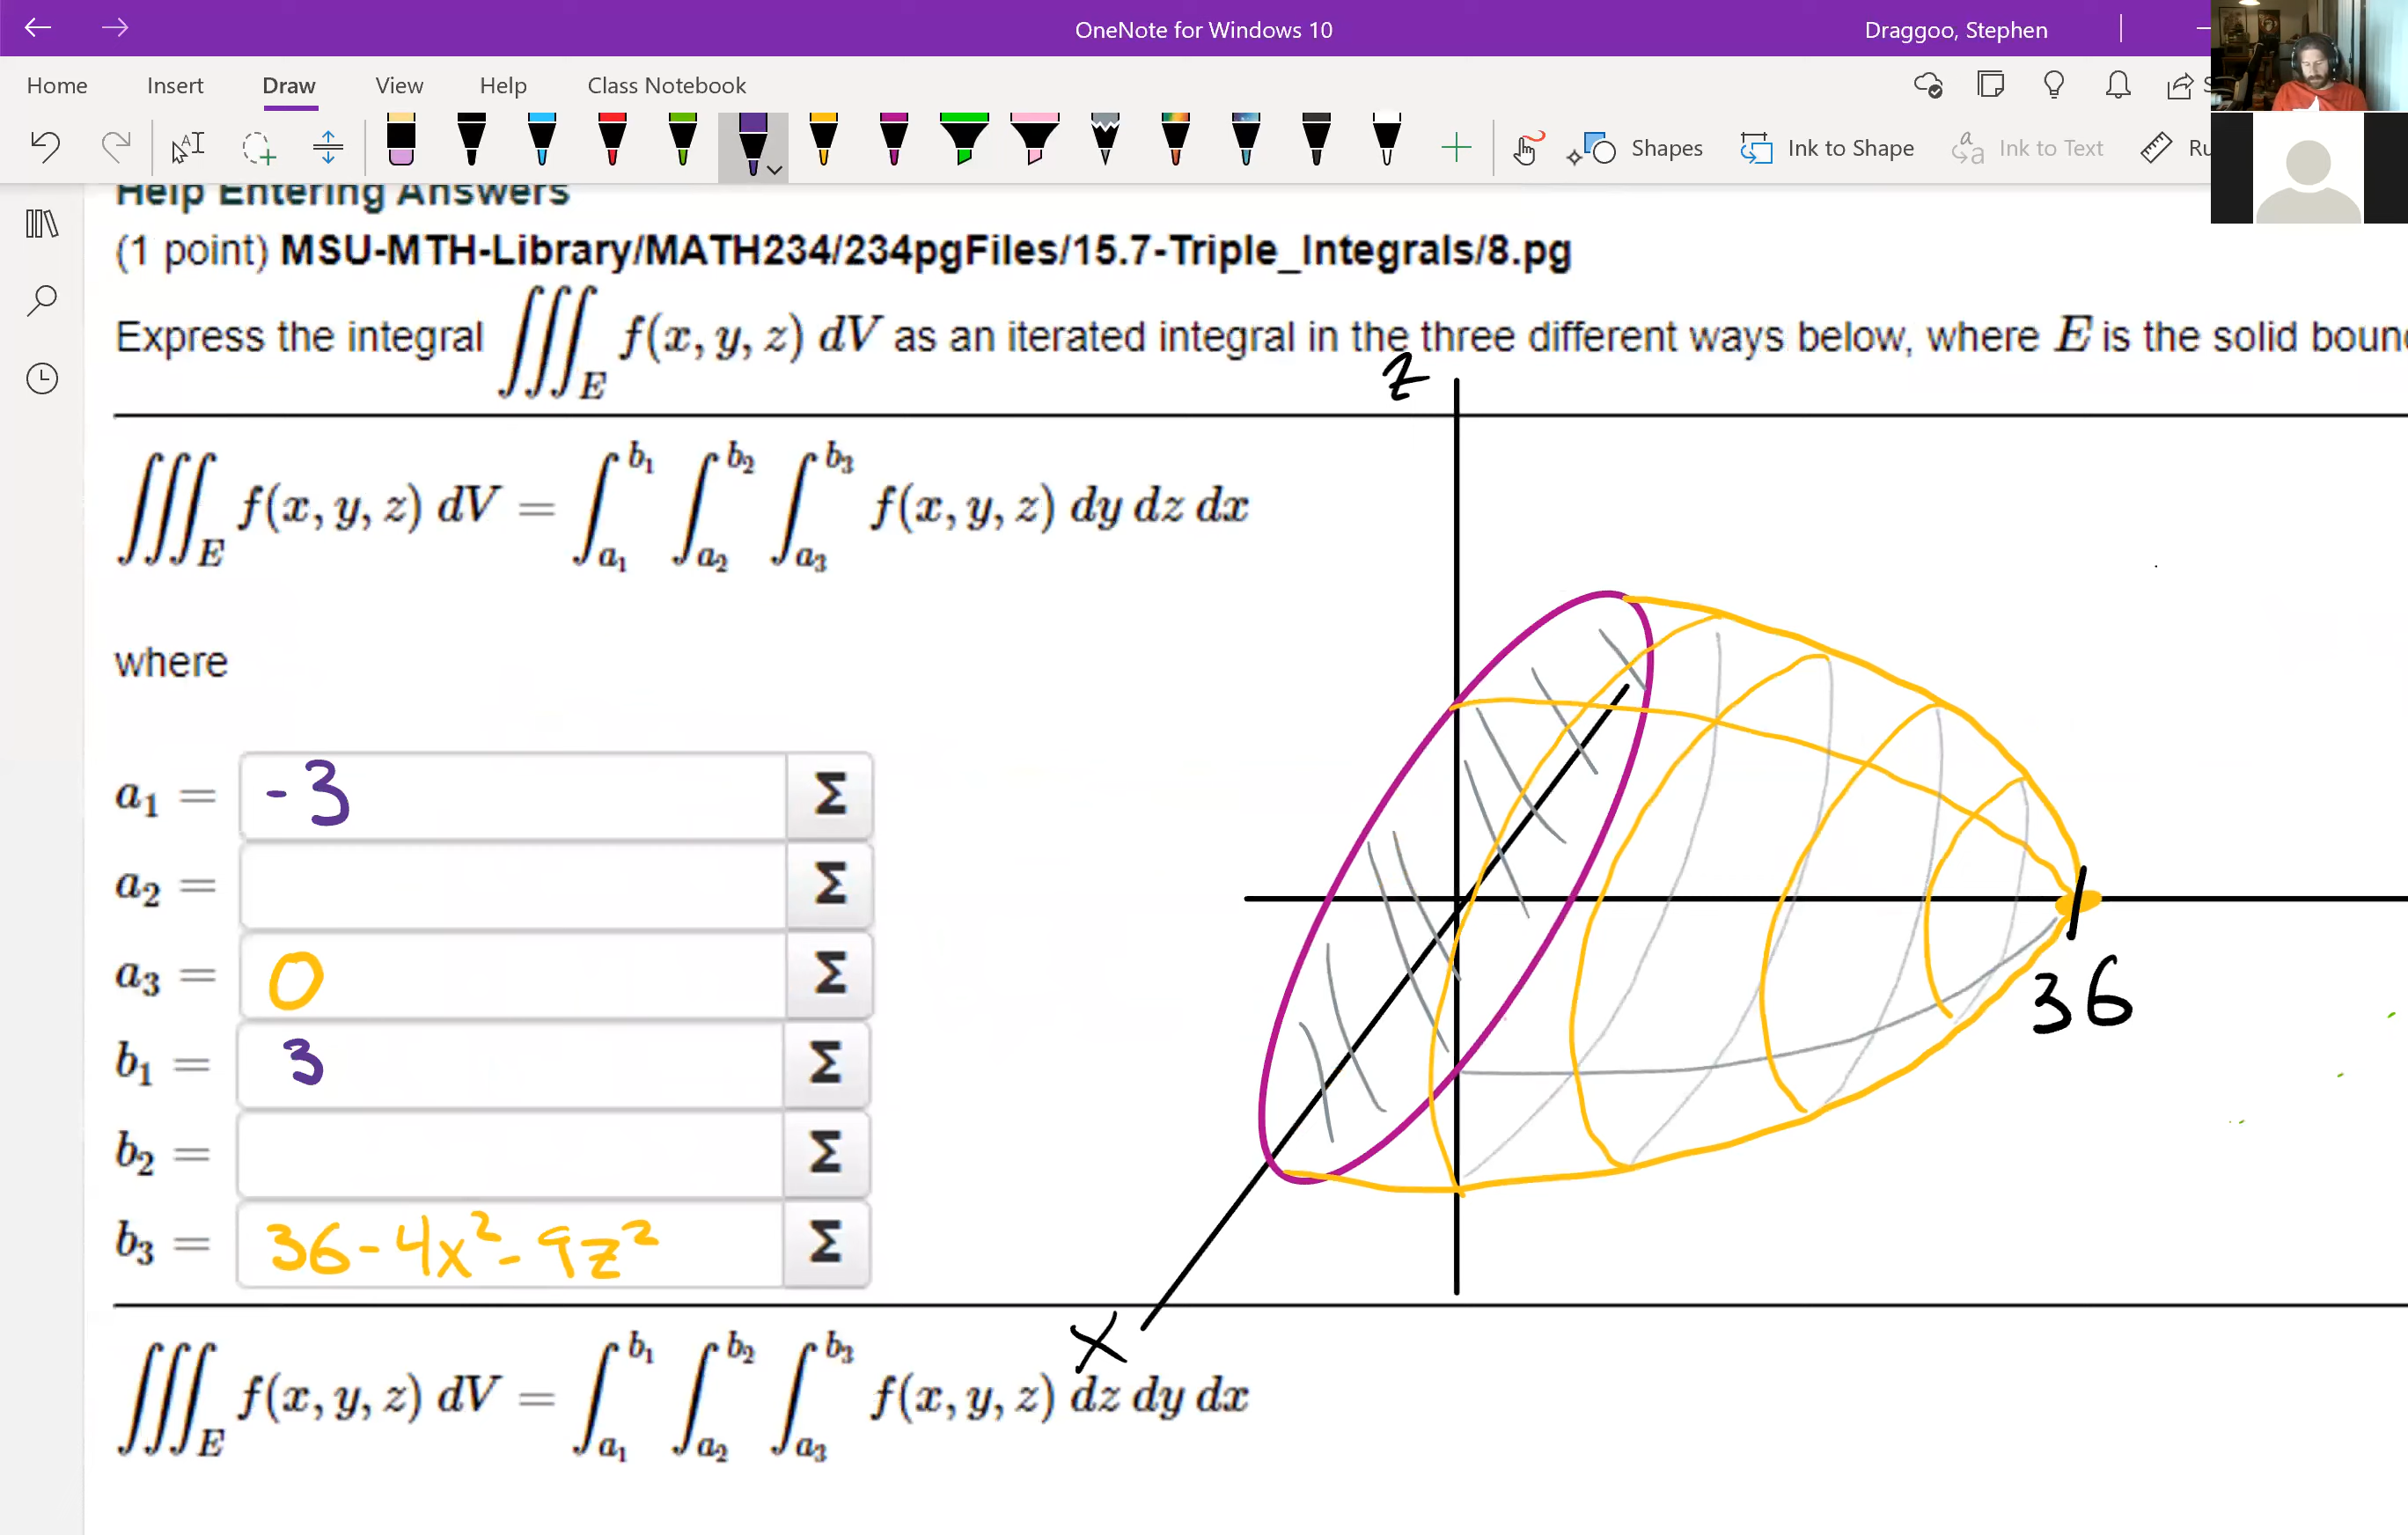 OneNote for Windows 10
Draggoo, Stephen
Home Insert Draw View Help Class Notebook
Shapes Ink to Shape Ink to Text
Help Entering Answers
(1 point) MSU-MTH-Library/MATH234/234pgFiles/15.7-Triple_Integrals/8.pg
Express the integral ∭_E f(x, y, z) dV as an iterated integral in the three different ways below, where E is the solid
z
∭_E f(x, y, z) dV = ∫_{a₁}^{b₁} ∫_{a₂}^{b₂} ∫_{a₃}^{b₃} f(x, y, z) dy dz dx
where
a₁ = -3 Σ
a₂ = Σ
a₃ = 0 Σ
36
b₁ = 3 Σ
b₂ = Σ
b₃ = 36-4x²-9z² Σ
x
∭_E f(x, y, z) dV = ∫_{a₁}^{b₁} ∫_{a₂}^{b₂} ∫_{a₃}^{b₃} f(x, y, z) dz dy dx